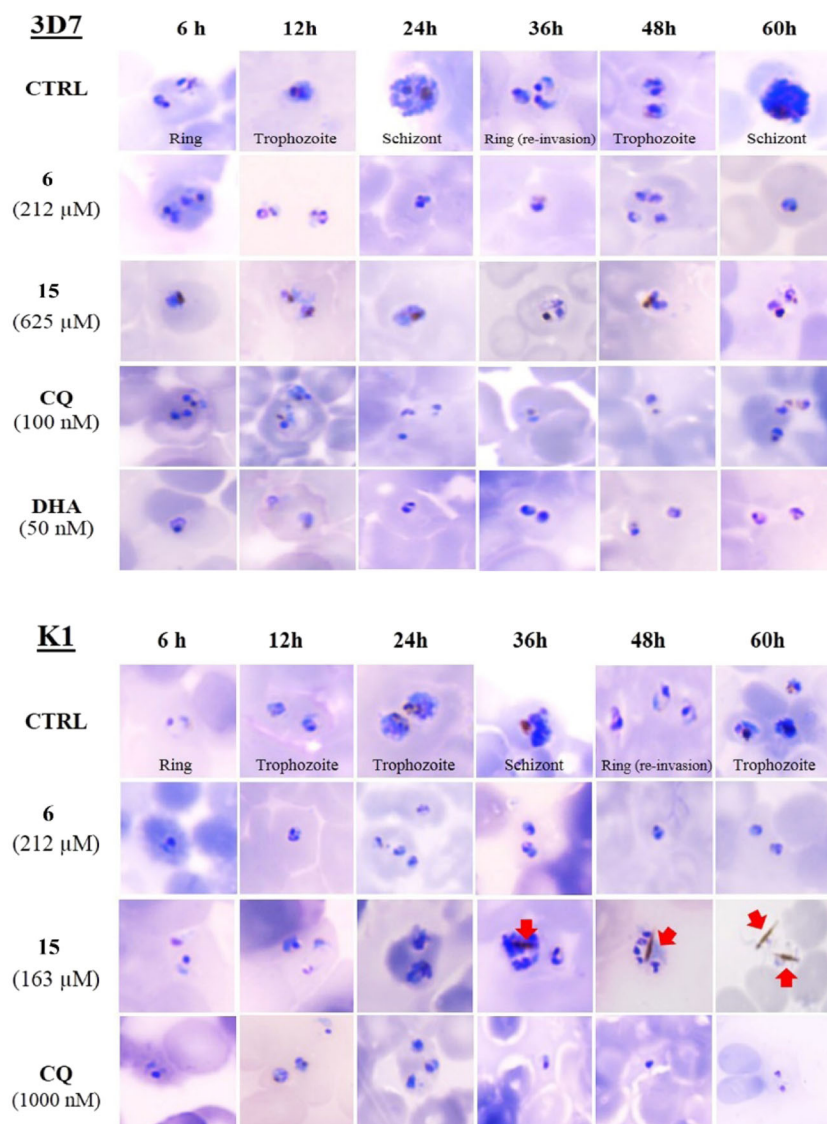 3D7
6 h 12h 24h 36h 48h 60h
CTRL
Ring Trophozoite Schizont Ring (re-invasion) Trophozoite Schizont
6
(212 µM)
15
(625 µM)
CQ
(100 nM)
DHA
(50 nM)
K1
6 h 12h 24h 36h 48h 60h
CTRL
Ring Trophozoite Trophozoite Schizont Ring (re-invasion) Trophozoite
6
(212 µM)
15
(163 µM)
CQ
(1000 nM)